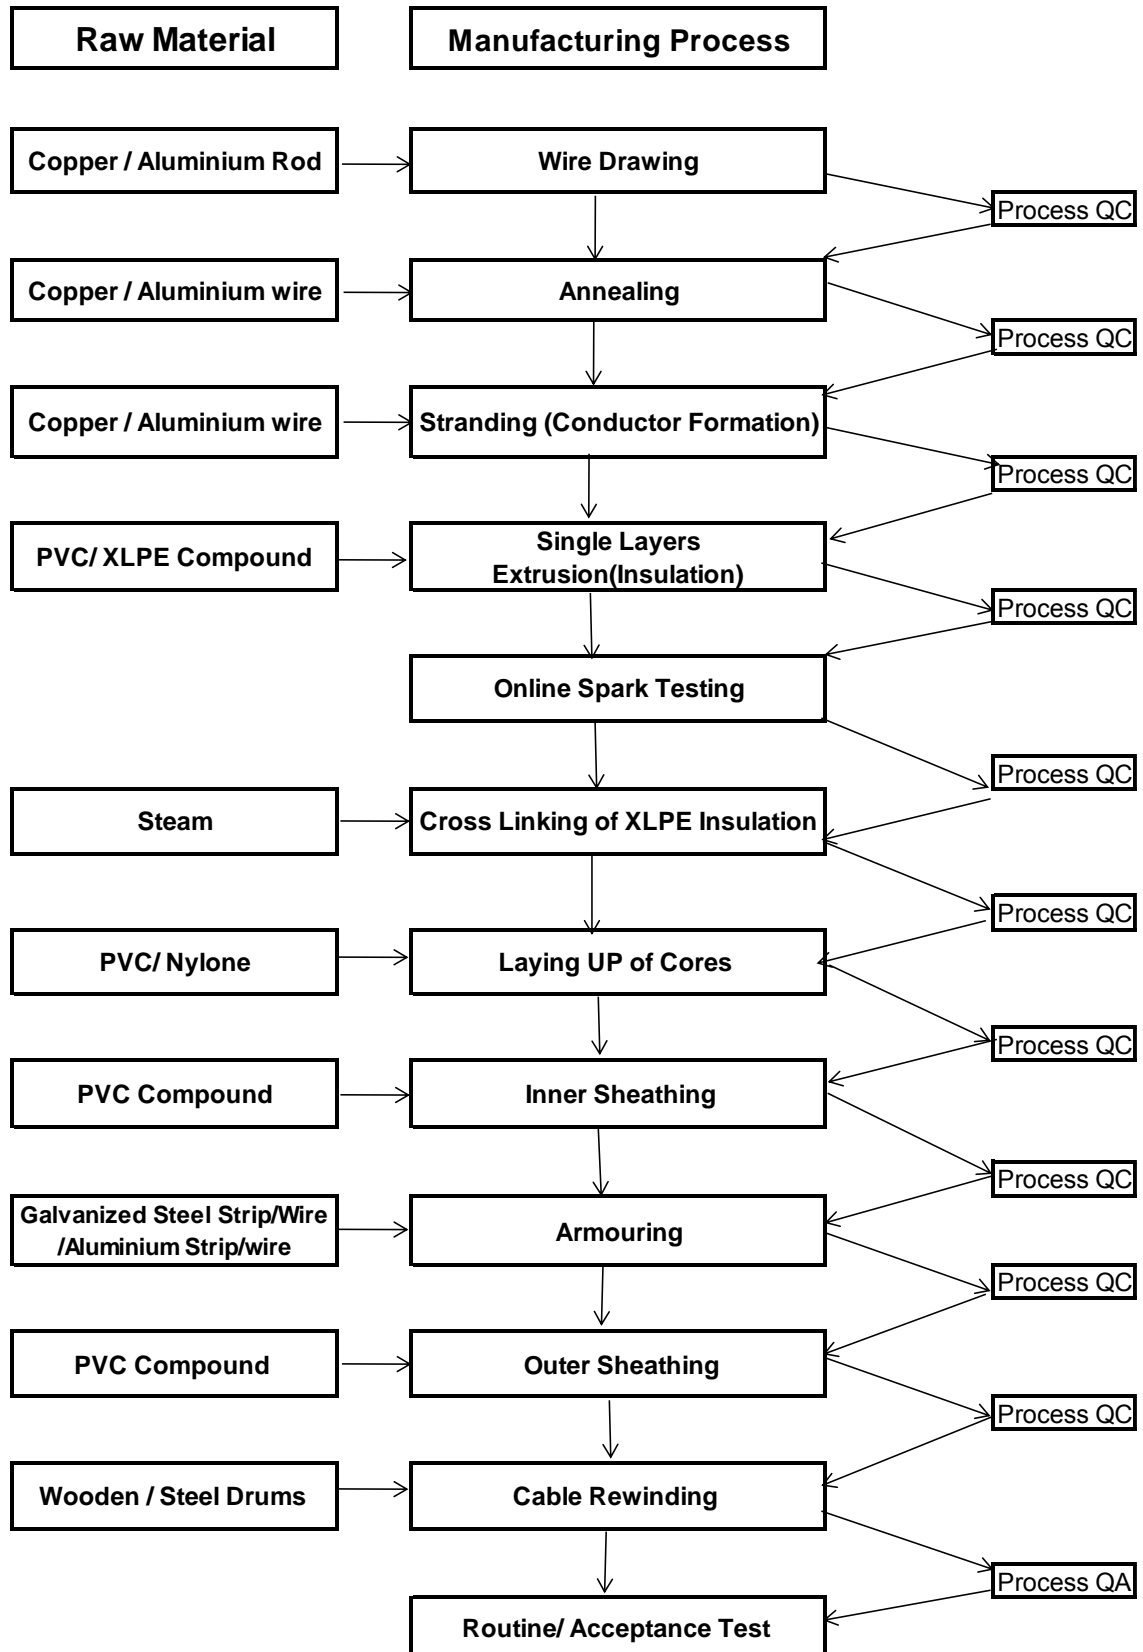 Raw Material
Manufacturing Process
Copper / Aluminium Rod
Wire Drawing
Process QC
Copper / Aluminium wire
Annealing
Process QC
Copper / Aluminium wire
Stranding (Conductor Formation)
Process QC
PVC/ XLPE Compound
Single Layers
Extrusion(Insulation)
Process QC
Online Spark Testing
Process QC
Steam
Cross Linking of XLPE Insulation
Process QC
PVC/ Nylone
Laying UP of Cores
Process QC
PVC Compound
Inner Sheathing
Process QC
Galvanized Steel Strip/Wire
/Aluminium Strip/wire
Armouring
Process QC
PVC Compound
Outer Sheathing
Process QC
Wooden / Steel Drums
Cable Rewinding
Process QA
Routine/ Acceptance Test